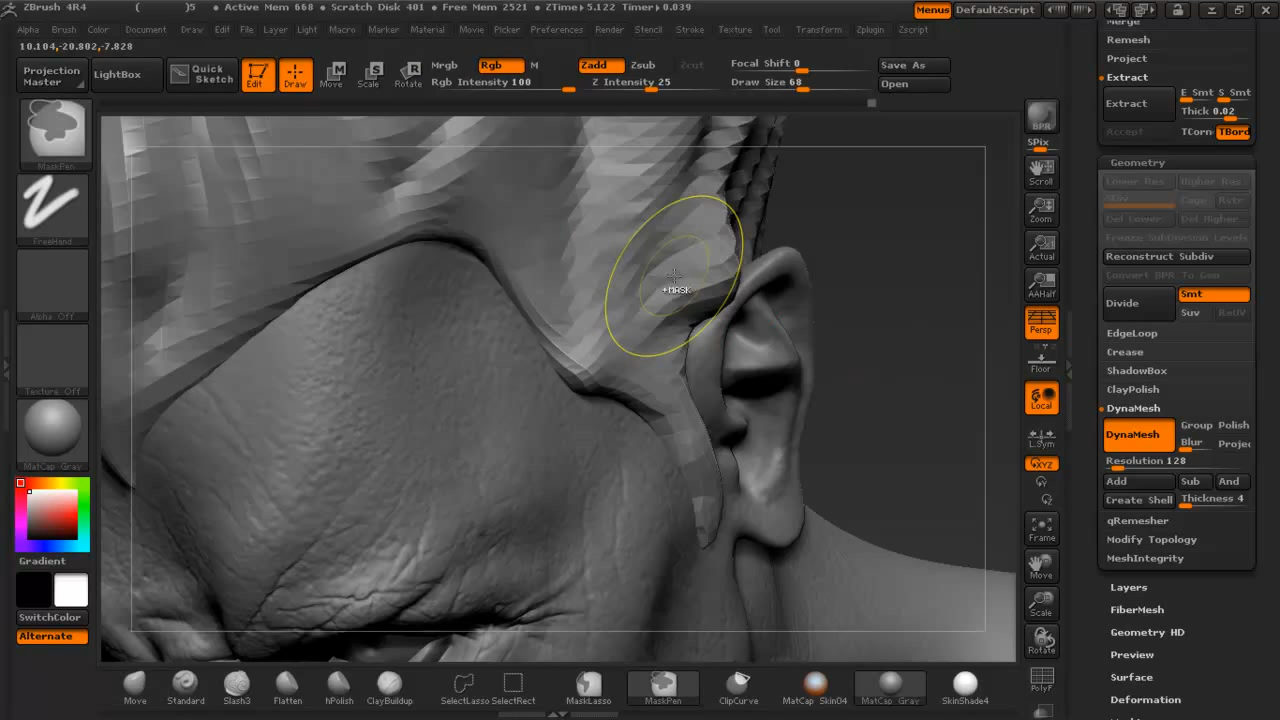 ZBrush 4R4 ( )5 • Active Mem 668 • Scratch Disk 401 • Free Mem 2521 • ZTime▸5.122 Timer▸0.039 Menus DefaultZScript
Alpha Brush Color Document Draw Edit File Layer Light Macro Marker Material Movie Picker Preferences Render Stencil Stroke Texture Tool Transform Zplugin Zscript
10.104,-20.802,-7.828
Projection Master
LightBox
Quick Sketch
Edit
Draw
Move
Scale
Rotate
Mrgb Rgb M
Rgb Intensity 100
Zadd Zsub Zcut
Z Intensity 25
Focal Shift 0
Draw Size 68
Save As
Open
MaskPen
FreeHand
Alpha Off
Texture Off
MatCap Gray
Gradient
SwitchColor
Alternate
+MASK
BPR
SPix
Scroll
Zoom
Actual
AAHalf
Persp
Floor
Local
L.Sym
XYZ
Y
Z
Frame
Move
Scale
Rotate
PolyF
Merge
Remesh
Project
Extract
Extract E Smt S Smt
Thick 0.02
Accept TCorn TBord
Geometry
Lower Res Higher Res
SDiv Cage Rstr
Del Lower Del Higher
Freeze SubDivision Levels
Reconstruct Subdiv
Convert BPR To Geo
Divide Smt
Suv ReUV
EdgeLoop
Crease
ShadowBox
ClayPolish
DynaMesh
DynaMesh Group Polish
Blur Projec
Resolution 128
Add Sub And
Create Shell Thickness 4
qRemesher
Modify Topology
MeshIntegrity
Layers
FiberMesh
Geometry HD
Preview
Surface
Deformation
Move Standard Slash3 Flatten hPolish ClayBuildup SelectLasso SelectRect MaskLasso MaskPen ClipCurve MatCap Skin04 MatCap Gray SkinShade4